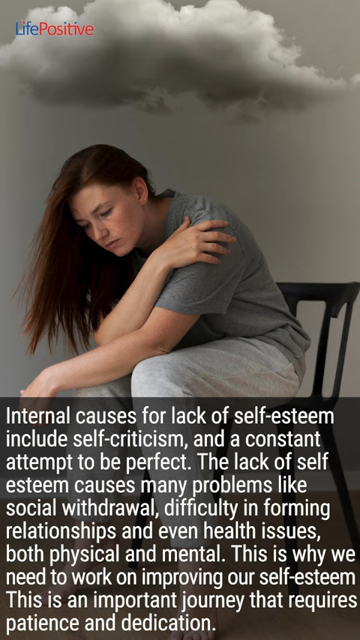 LifePositive
Internal causes for lack of self-esteem
include self-criticism, and a constant
attempt to be perfect. The lack of self
esteem causes many problems like
social withdrawal, difficulty in forming
relationships and even health issues,
both physical and mental. This is why we
need to work on improving our self-esteem
This is an important journey that requires
patience and dedication.